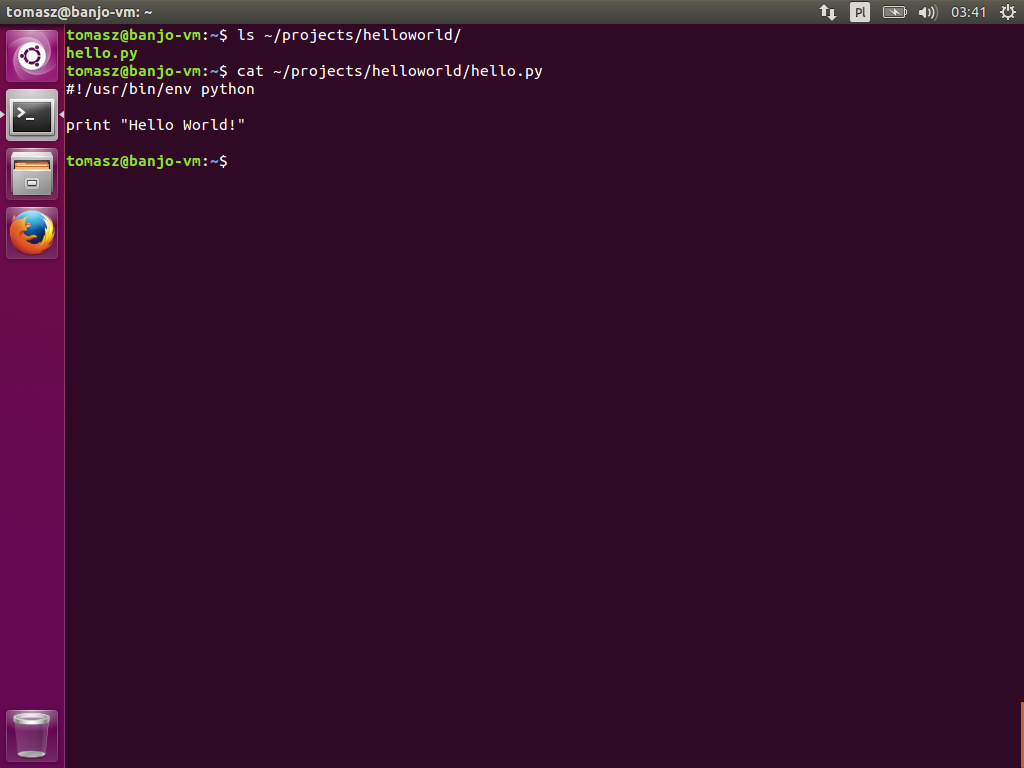 tomasz@banjo-vm: ~
Pl
03:41
tomasz@banjo-vm:~$ ls ~/projects/helloworld/
hello.py
tomasz@banjo-vm:~$ cat ~/projects/helloworld/hello.py
#!/usr/bin/env python
print "Hello World!"
tomasz@banjo-vm:~$